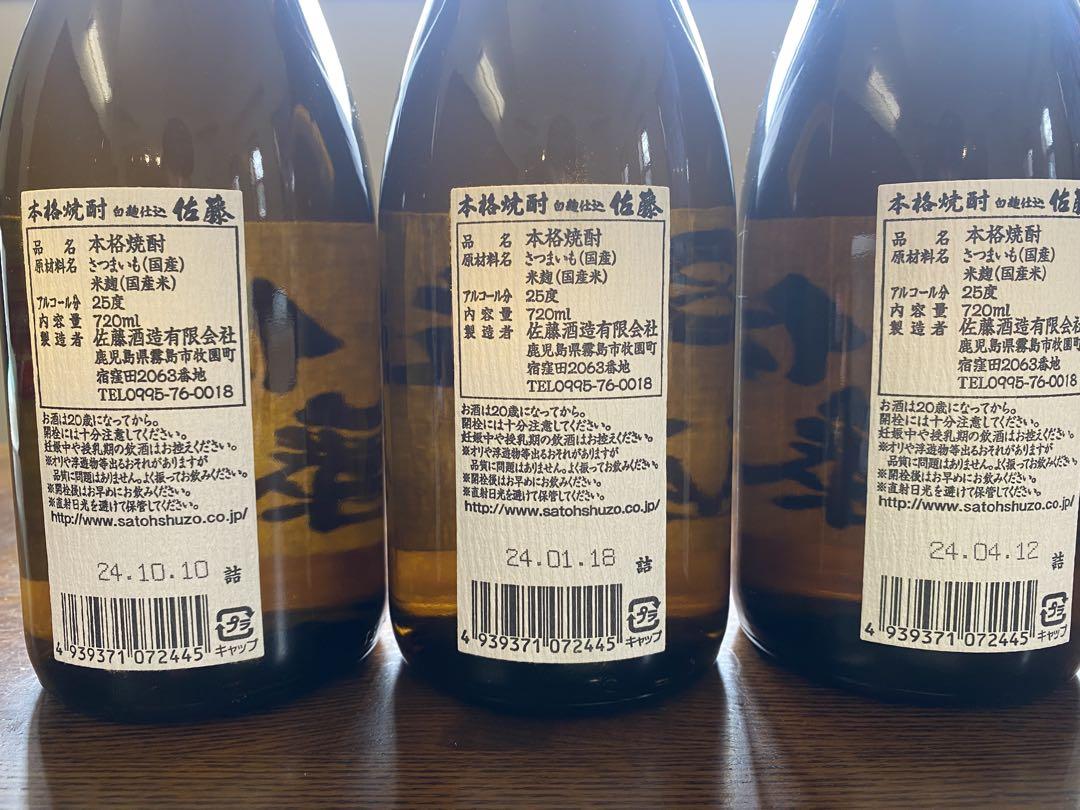 本格焼酎 白麹仕込 佐藤
品名 本格焼酎
原材料名 さつまいも(国産)
米麹(国産米)
アルコール分 25度
内容量 720ml
製造者 佐藤酒造有限会社
鹿児島県霧島市牧園町
宿窪田2063番地
TEL0995-76-0018
お酒は20歳になってから。
開栓には十分注意してください。
妊娠中や授乳期の飲酒はお控えください。
※オリや浮遊物等出るおそれがありますが
品質に問題はありません。よく振ってお飲みください。
※開栓後はお早めにお飲みください。
※直射日光を避けて保管してください。
http://www.satohshuzo.co.jp/
24.10.10 詰
4 939371 072445
プラ
キャップ
本格焼酎 白麹仕込 佐藤
品名 本格焼酎
原材料名 さつまいも(国産)
米麹(国産米)
アルコール分 25度
内容量 720ml
製造者 佐藤酒造有限会社
鹿児島県霧島市牧園町
宿窪田2063番地
TEL0995-76-0018
お酒は20歳になってから。
開栓には十分注意してください。
妊娠中や授乳期の飲酒はお控えください。
※オリや浮遊物等出るおそれがありますが
品質に問題はありません。よく振ってお飲みください。
※開栓後はお早めにお飲みください。
※直射日光を避けて保管してください。
http://www.satohshuzo.co.jp/
24.01.18 詰
4 939371 072445
プラ
キャップ
本格焼酎 白麹仕込 佐藤
品名 本格焼酎
原材料名 さつまいも(国産)
米麹(国産米)
アルコール分 25度
内容量 720ml
製造者 佐藤酒造有限会社
鹿児島県霧島市牧園町
宿窪田2063番地
TEL0995-76-0018
お酒は20歳になってから。
開栓には十分注意してください。
妊娠中や授乳期の飲酒はお控えください。
※オリや浮遊物等出るおそれがありますが
品質に問題はありません。よく振ってお飲みください。
※開栓後はお早めにお飲みください。
※直射日光を避けて保管してください。
http://www.satohshuzo.co.jp/
24.04.12 詰
4 939371 072445
プラ
キャップ